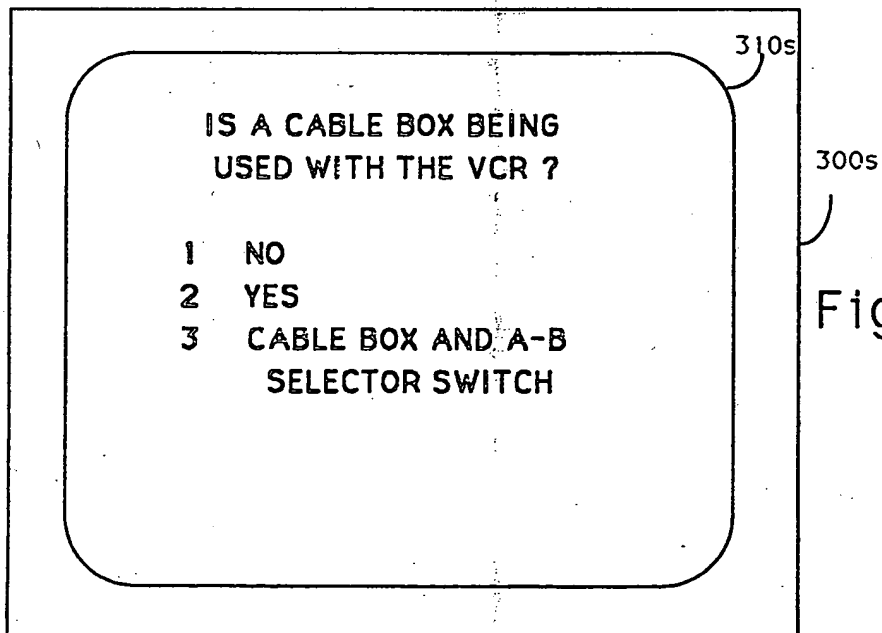 310s
IS A CABLE BOX BEING
USED WITH THE VCR ?
300s
1 NO
2 YES
Fig
3 CABLE BOX AND A-B
SELECTOR SWITCH